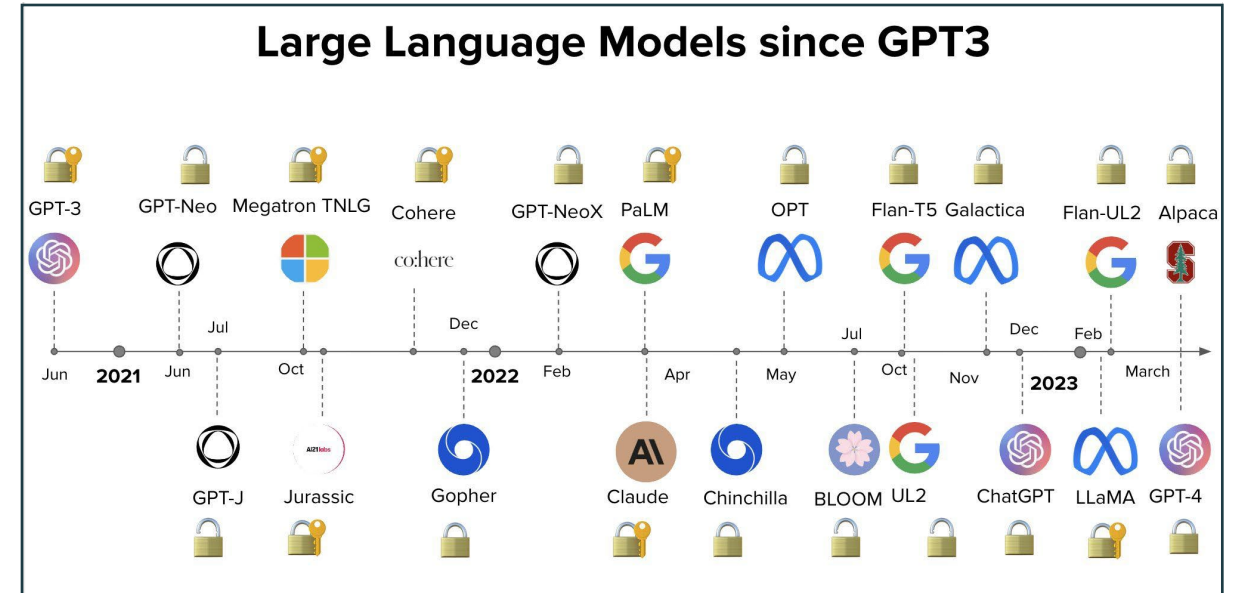 Large Language Models since GPT3
GPT-3 GPT-Neo Megatron TNLG Cohere GPT-NeoX PaLM OPT Flan-T5 Galactica Flan-UL2 Alpaca
co:here
Jul Dec Jul Dec Feb
Jun 2021 Jun Oct 2022 Feb Apr May Oct Nov 2023 March
AI21labs
GPT-J Jurassic Gopher Claude Chinchilla BLOOM UL2 ChatGPT LLaMA GPT-4